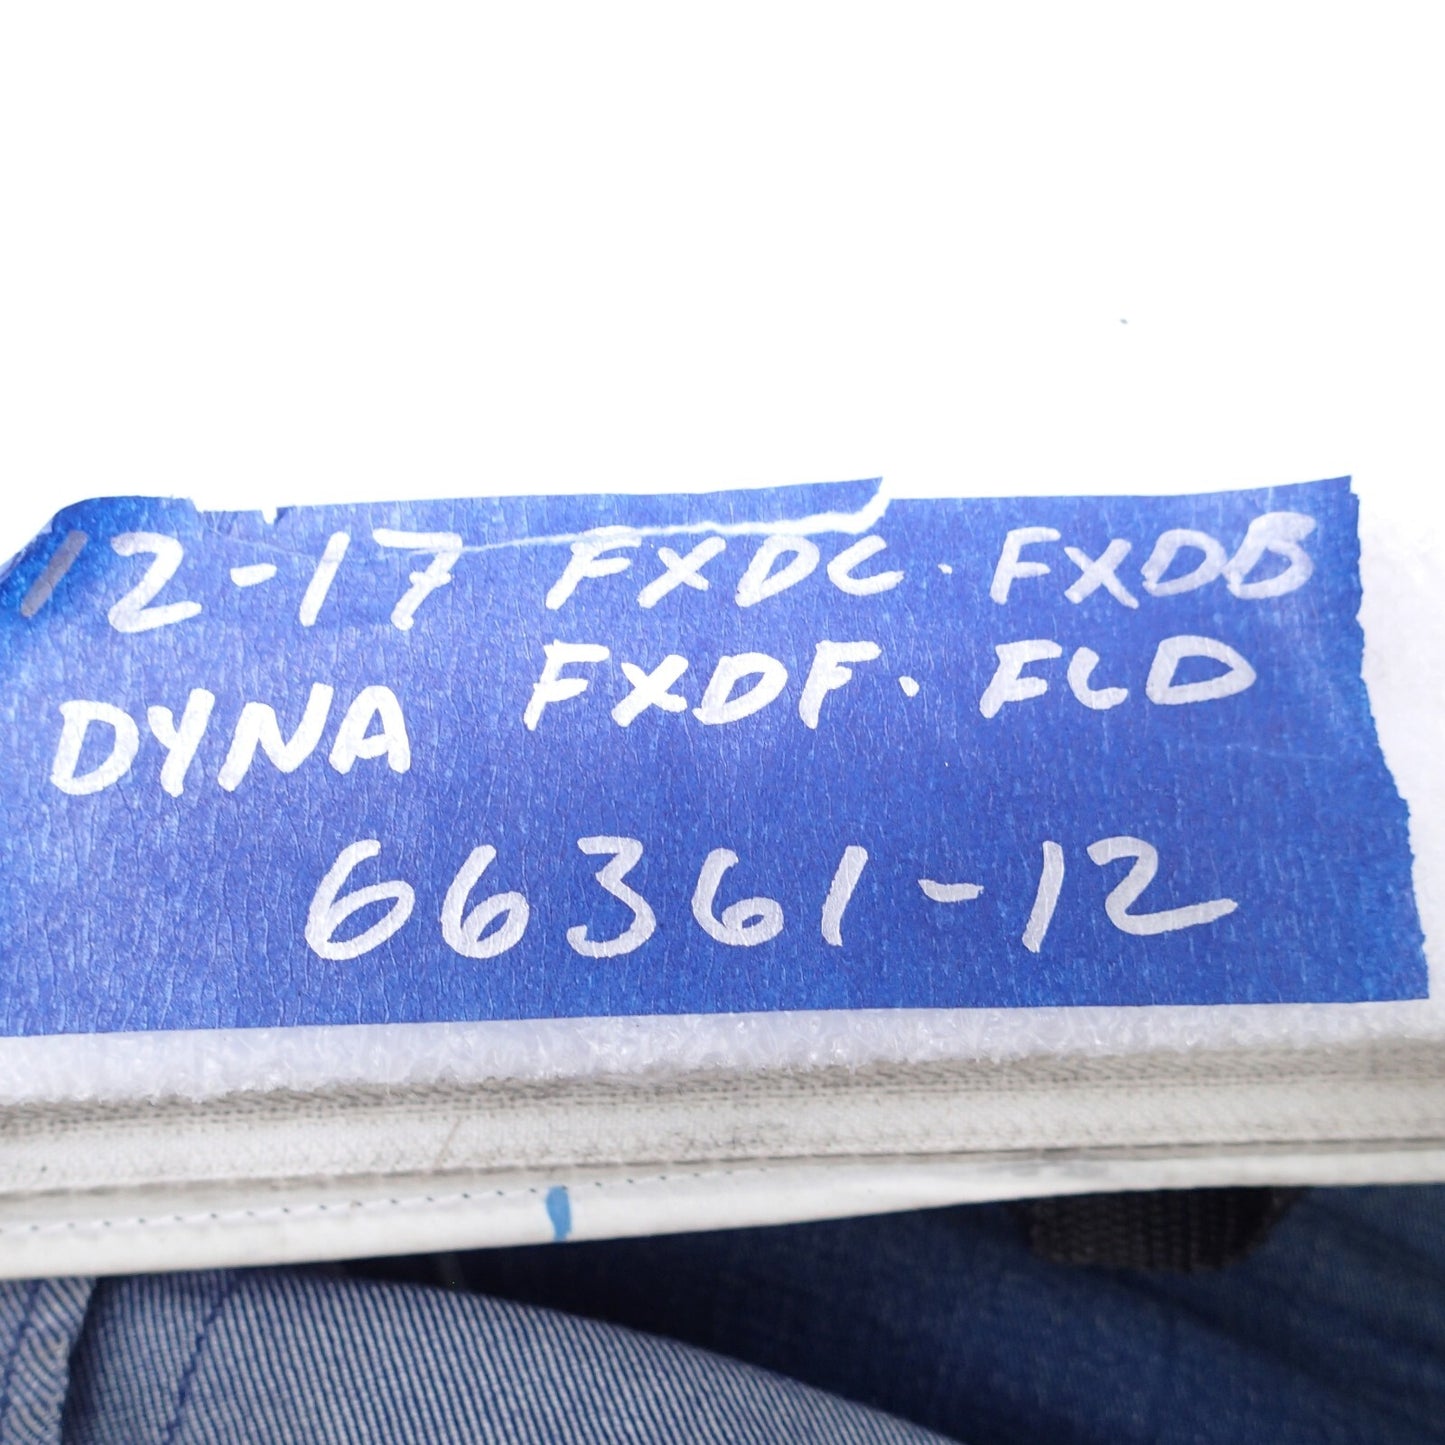 12-17 FXDC. FXDB
DYNA FXDF. FLD
66361-12